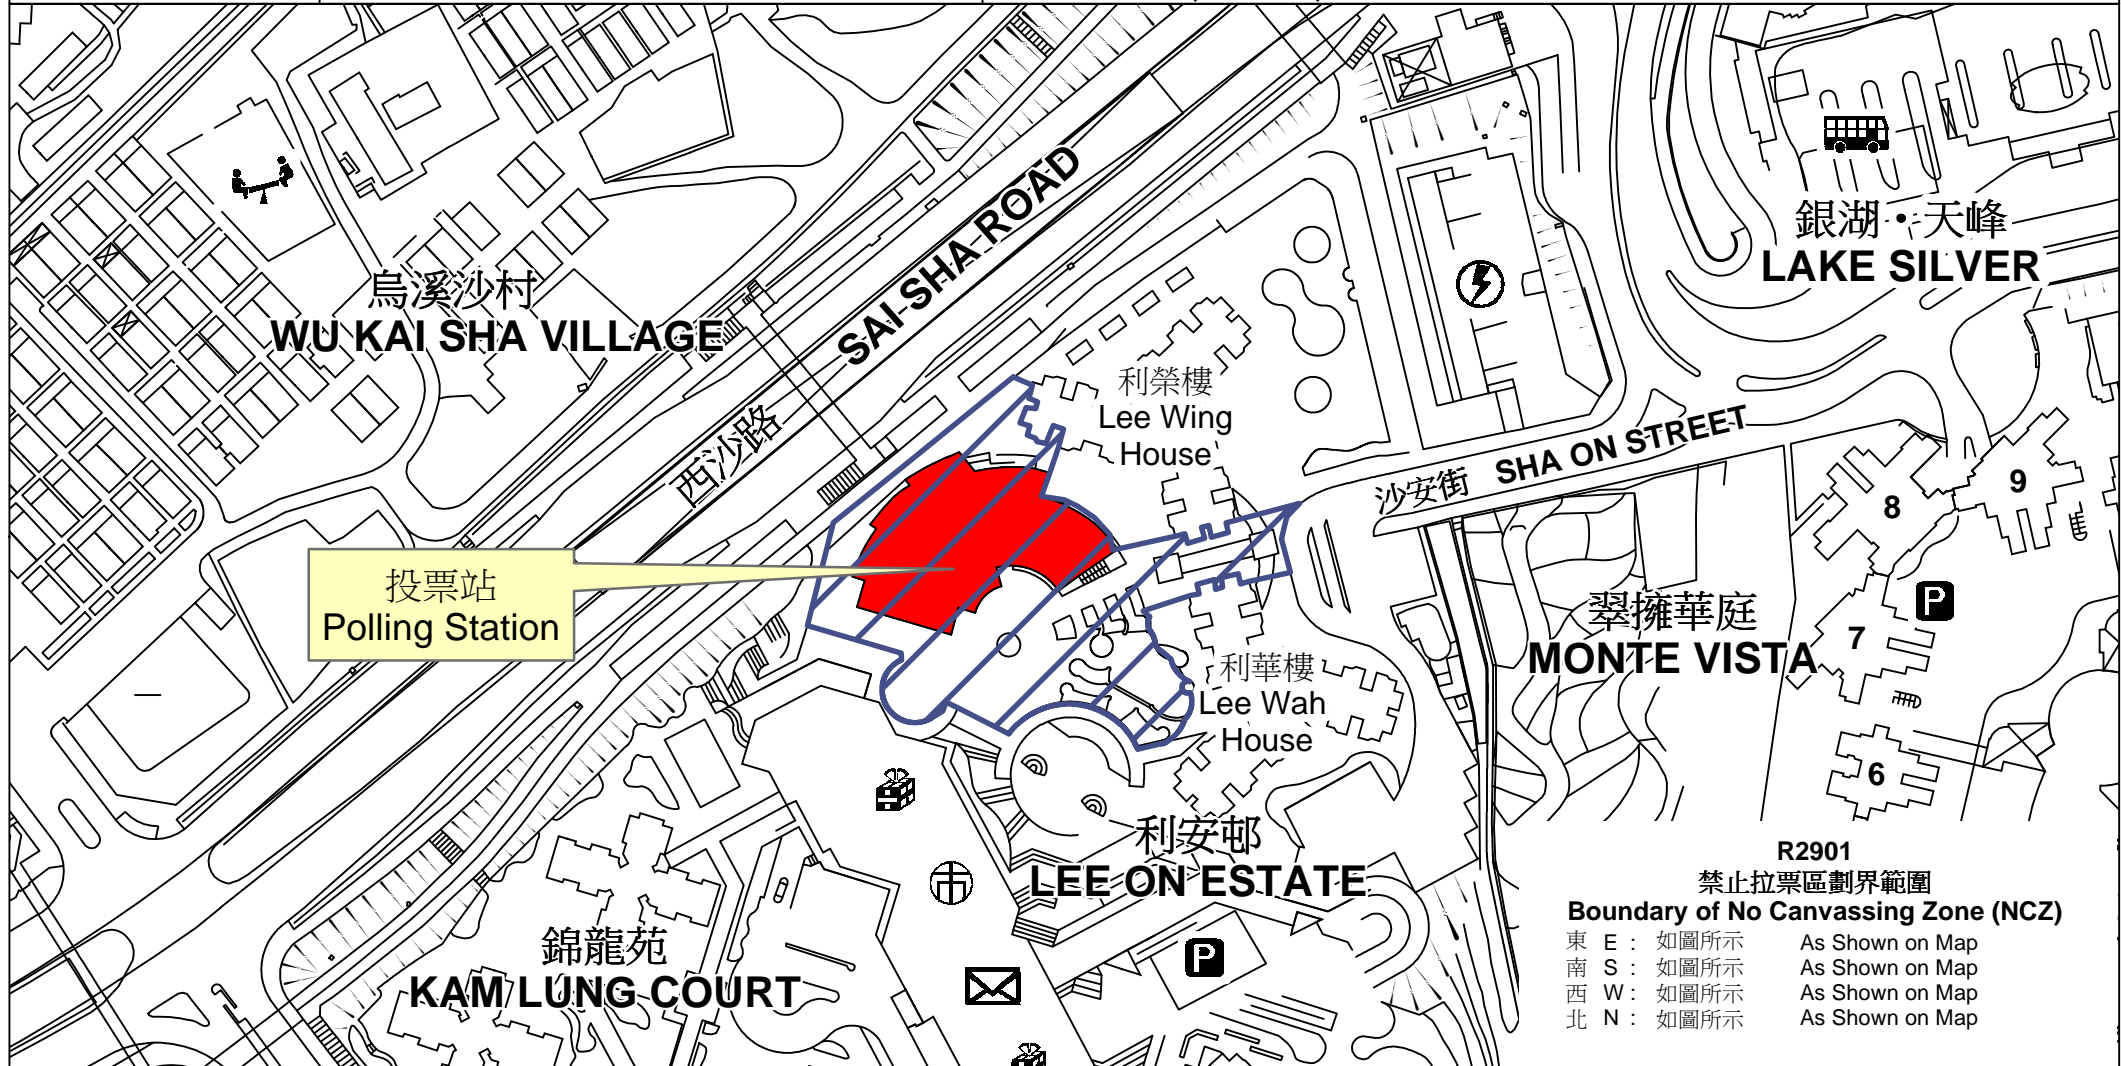 銀湖・天峰
LAKE SILVER
烏溪沙村
WU KAI SHA VILLAGE
SAI SHA ROAD
西沙路
利榮樓
Lee Wing
House
沙安街 SHA ON STREET
8
9
投票站
Polling Station
翠擁華庭
MONTE VISTA
7
P
利華樓
Lee Wah
House
6
利安邨
LEE ON ESTATE
錦龍苑
KAM LUNG COURT
P
R2901
禁止拉票區劃界範圍
Boundary of No Canvassing Zone (NCZ)
東 E : 如圖所示 As Shown on Map
南 S : 如圖所示 As Shown on Map
西 W : 如圖所示 As Shown on Map
北 N : 如圖所示 As Shown on Map